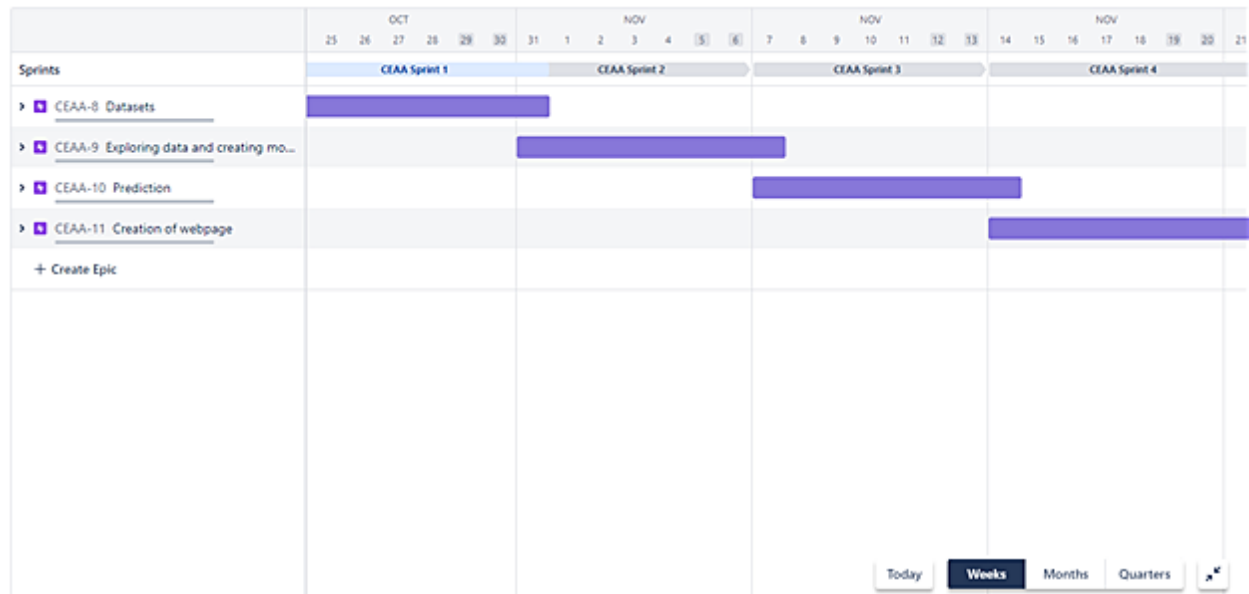 OCT NOV NOV NOV
25 26 27 28 29 30 31 1 2 3 4 5 6 7 8 9 10 11 12 13 14 15 16 17 18 19 20 21
Sprints CEAA Sprint 1 CEAA Sprint 2 CEAA Sprint 3 CEAA Sprint 4
CEAA-8 Datasets
CEAA-9 Exploring data and creating mo...
CEAA-10 Prediction
CEAA-11 Creation of webpage
+ Create Epic
Today Weeks Months Quarters